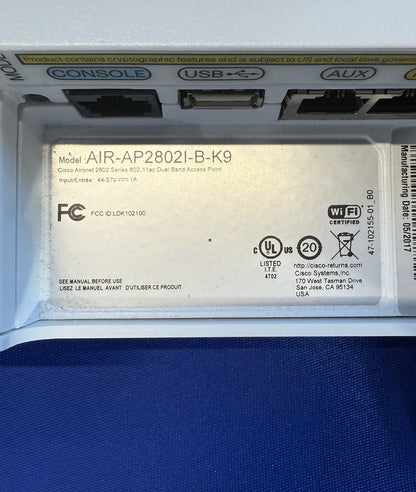 Product contains cryptographic features and is subject to US and local laws gover
CONSOLE
USB
AUX
Model AIR-AP2802I-B-K9
Cisco Aironet 2802 Series 802.11ac Dual Band Access Point
Input/Entrée: 44-57V 1A
FC
FCC ID:LDK102100
Wi Fi
CERTIFIED
C UL US
LISTED
I.T.E.
4T02
20
http://cisco-returns.com
Cisco Systems, Inc.
170 West Tasman Drive
San Jose, CA 95134
USA
SEE MANUAL BEFORE USE
LISEZ LE MANUEL AVANT D'UTILISER CE PRODUIT
47-102155-01_B0
Manufacturing Date: 05/2017